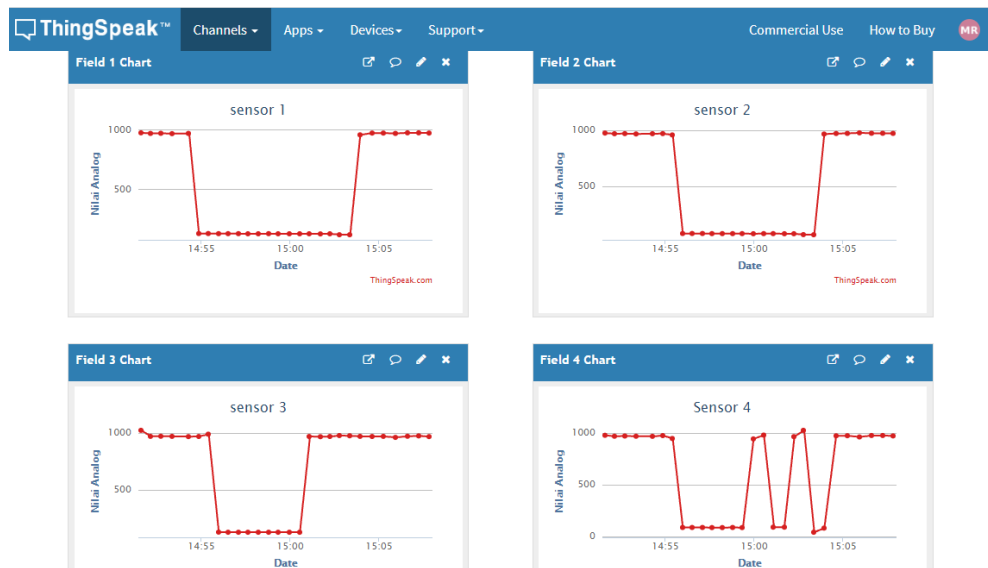 ThingSpeak™ Channels Apps Devices Support Commercial Use How to Buy MR
Field 1 Chart
sensor 1
1000
500
Nilai Analog
14:55 15:00 15:05
Date
ThingSpeak.com
Field 2 Chart
sensor 2
1000
500
Nilai Analog
14:55 15:00 15:05
Date
ThingSpeak.com
Field 3 Chart
sensor 3
1000
500
Nilai Analog
14:55 15:00 15:05
Date
Field 4 Chart
Sensor 4
1000
500
0
Nilai Analog
14:55 15:00 15:05
Date